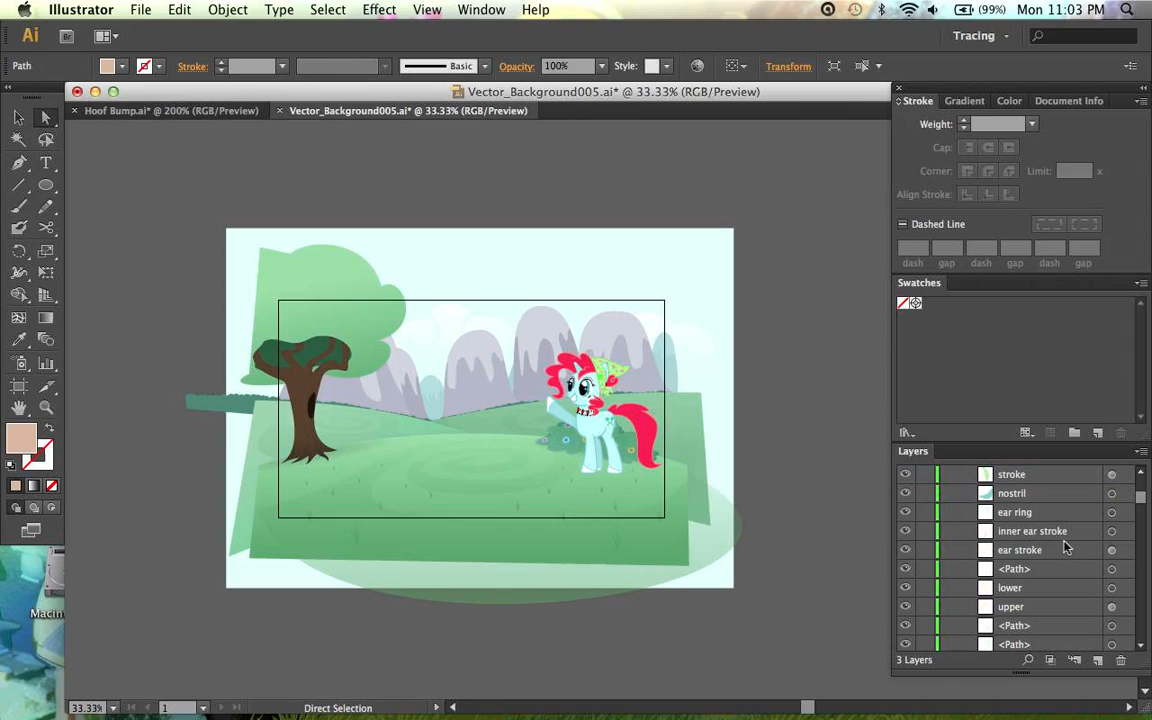 Illustrator File Edit Object Type Select Effect View Window Help (99%) Mon 11:03 PM
Ai Br Tracing
Path Stroke: Basic Opacity: 100% Style: Transform
Vector_Background005.ai* @ 33.33% (RGB/Preview)
Hoof Bump.ai* @ 200% (RGB/Preview) Vector_Background005.ai* @ 33.33% (RGB/Preview)
Stroke Gradient Color Document Info
Weight:
Cap:
Corner: Limit: x
Align Stroke:
Dashed Line
dash gap dash gap dash gap
Swatches
Layers
stroke
nostril
ear ring
inner ear stroke
ear stroke
<Path>
lower
upper
<Path>
<Path>
3 Layers
Macin
33.33% 1 Direct Selection